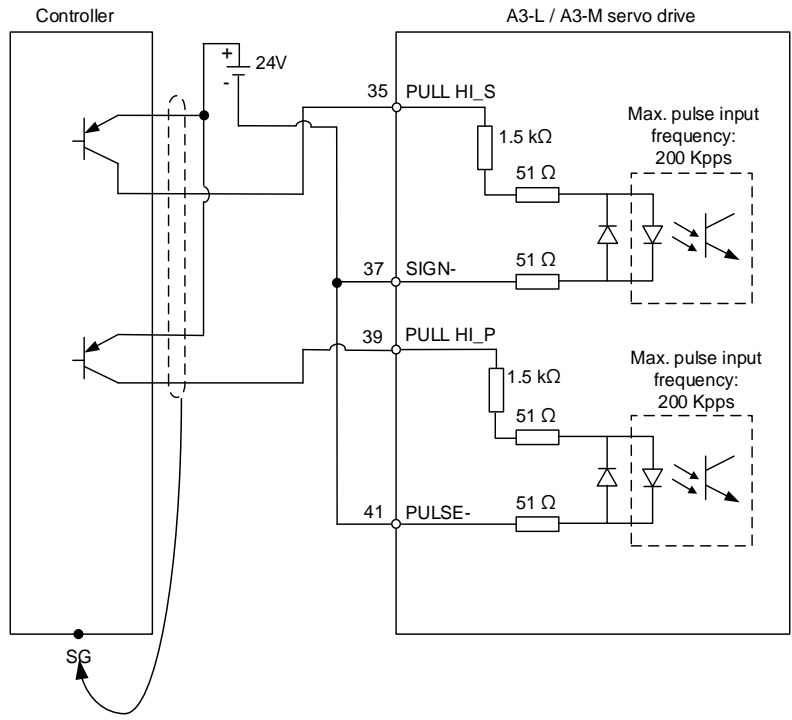 Controller
A3-L / A3-M servo drive
+
24V
-
35
PULL HI_S
1.5 kΩ
Max. pulse input
frequency:
200 Kpps
51 Ω
51 Ω
37
SIGN-
39
PULL HI_P
1.5 kΩ
Max. pulse input
frequency:
200 Kpps
51 Ω
51 Ω
41
PULSE-
SG